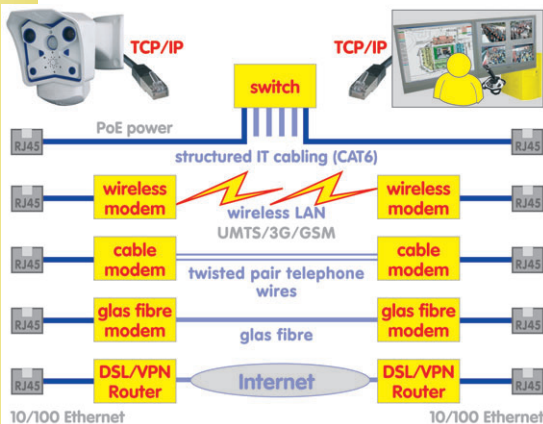 TCP/IP
TCP/IP
switch
PoE power
RJ45
RJ45
structured IT cabling (CAT6)
wireless
modem
wireless
modem
RJ45
RJ45
wireless LAN
UMTS/3G/GSM
cable
modem
cable
modem
RJ45
RJ45
twisted pair telephone
wires
glas fibre
modem
glas fibre
modem
RJ45
RJ45
glas fibre
DSL/VPN
Router
Internet
DSL/VPN
Router
RJ45
RJ45
10/100 Ethernet
10/100 Ethernet